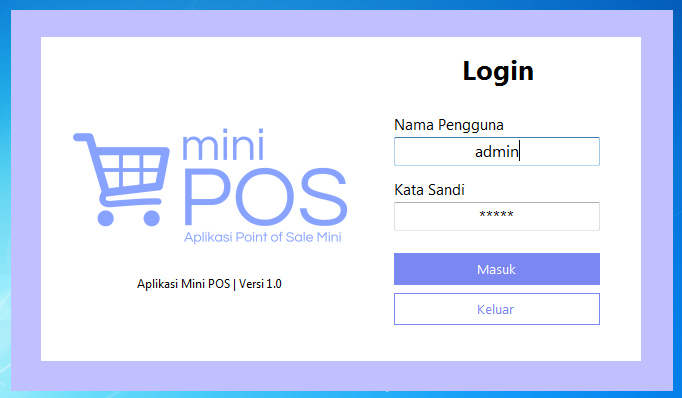 mini
POS
Aplikasi Point of Sale Mini
Aplikasi Mini POS | Versi 1.0
Login
Nama Pengguna
admin
Kata Sandi
*****
Masuk
Keluar